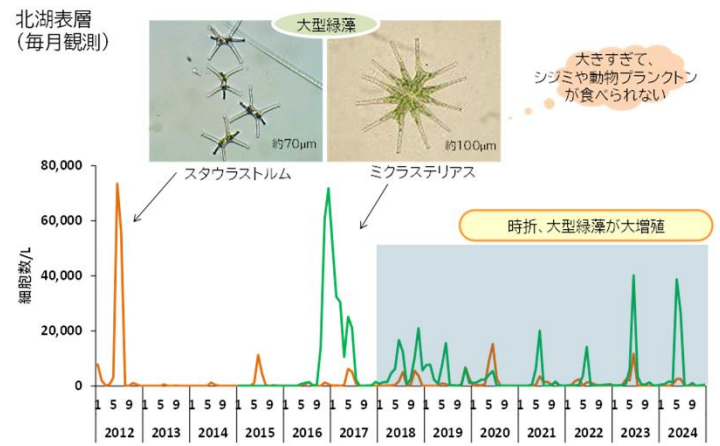 北湖表層
（毎月観測）
大型緑藻
大きすぎて、
シジミや動物プランクトン
が食べられない
約70μm
約100μm
スタウラストルム
ミクラステリアス
時折、大型緑藻が大増殖
細胞数/L
80,000
60,000
40,000
20,000
0
1 5 9 1 5 9 1 5 9 1 5 9 1 5 9 1 5 9 1 5 9 1 5 9 1 5 9 1 5 9 1 5 9 1 5 9 1 5 9
2012 2013 2014 2015 2016 2017 2018 2019 2020 2021 2022 2023 2024